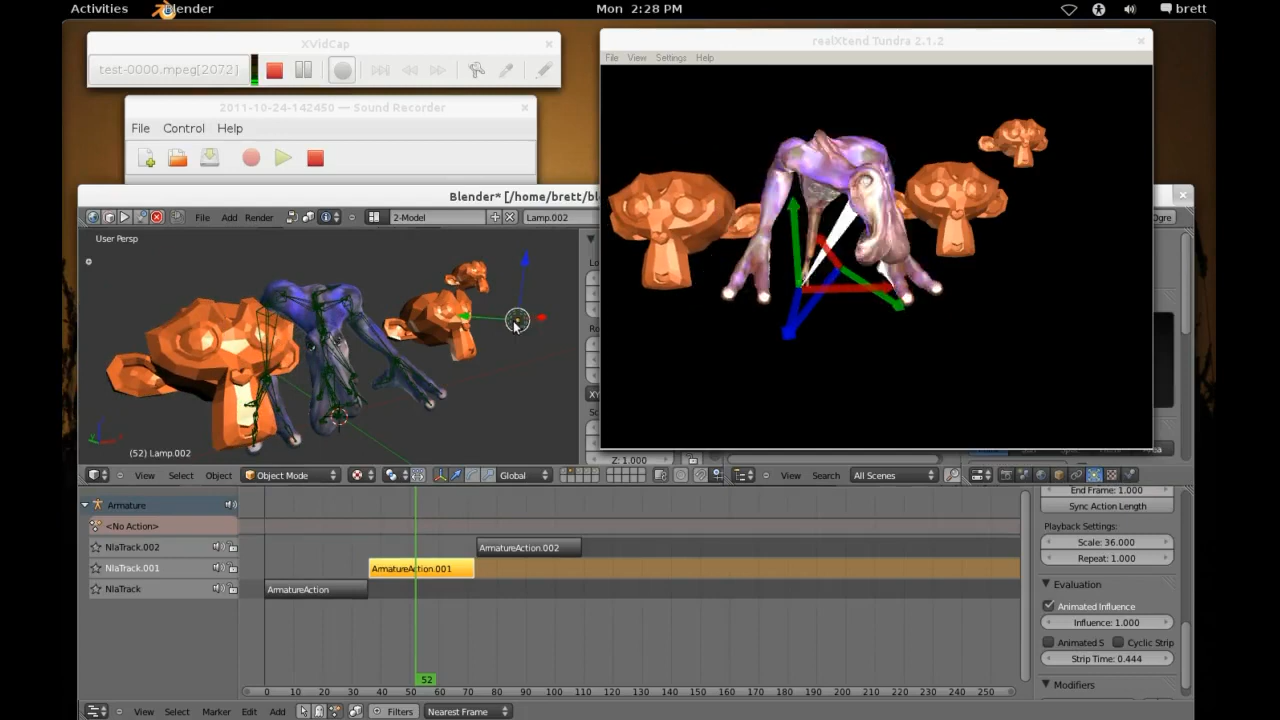 Activities Blender Mon 2:28 PM brett
XVidCap
test-0000.mpeg[2072]
2011-10-24-142450 — Sound Recorder
File Control Help
realXtend Tundra 2.1.2
File View Settings Help
Blender* [/home/brett/bl
File Add Render 2-Model Lamp.002
Ogre
User Persp
(52) Lamp.002
Z: 1.000
View Select Object Object Mode Global
View Search All Scenes
Armature
<No Action>
NlaTrack.002
NlaTrack.001
NlaTrack
ArmatureAction.002
ArmatureAction.001
ArmatureAction
52
0 10 20 30 40 50 60 70 80 90 100 110 120 130 140 150 160 170 180 190 200 210 220 230 240 250
View Select Marker Edit Add Filters Nearest Frame
End Frame: 1.000
Sync Action Length
Playback Settings:
Scale: 36.000
Repeat: 1.000
Evaluation
Animated Influence
Influence: 1.000
Animated S Cyclic Strip
Strip Time: 0.444
Modifiers